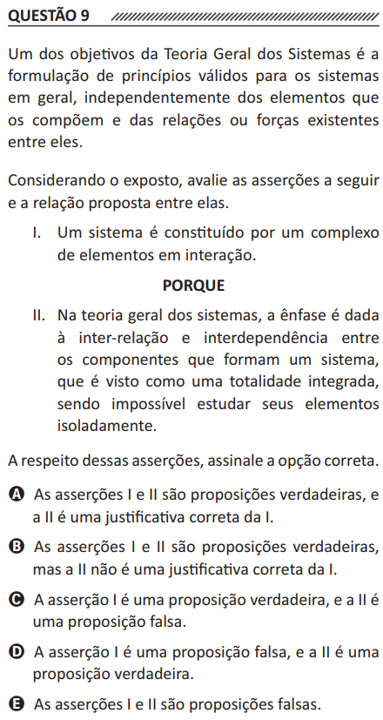 QUESTÃO 9
Um dos objetivos da Teoria Geral dos Sistemas é a
formulação de princípios válidos para os sistemas
em geral, independentemente dos elementos que
os compõem e das relações ou forças existentes
entre eles.
Considerando o exposto, avalie as asserções a seguir
e a relação proposta entre elas.
I. Um sistema é constituído por um complexo
de elementos em interação.
PORQUE
II. Na teoria geral dos sistemas, a ênfase é dada
à inter-relação e interdependência entre
os componentes que formam um sistema,
que é visto como uma totalidade integrada,
sendo impossível estudar seus elementos
isoladamente.
A respeito dessas asserções, assinale a opção correta.
A As asserções I e II são proposições verdadeiras, e
a II é uma justificativa correta da I.
B As asserções I e II são proposições verdadeiras,
mas a II não é uma justificativa correta da I.
C A asserção I é uma proposição verdadeira, e a II é
uma proposição falsa.
D A asserção I é uma proposição falsa, e a II é uma
proposição verdadeira.
E As asserções I e II são proposições falsas.